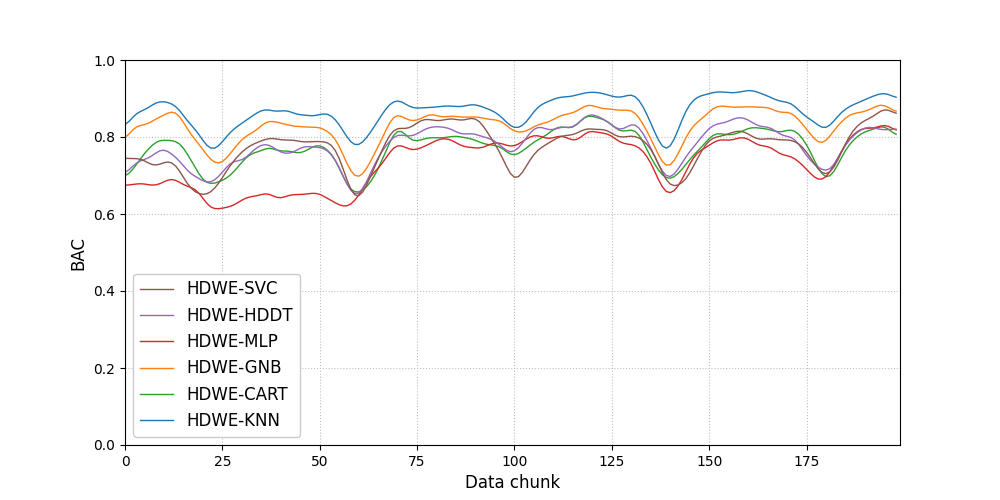 1.0
0.8
0.6
0.4
0.2
0.0
BAC
HDWE-SVC
HDWE-HDDT
HDWE-MLP
HDWE-GNB
HDWE-CART
HDWE-KNN
0 25 50 75 100 125 150 175
Data chunk